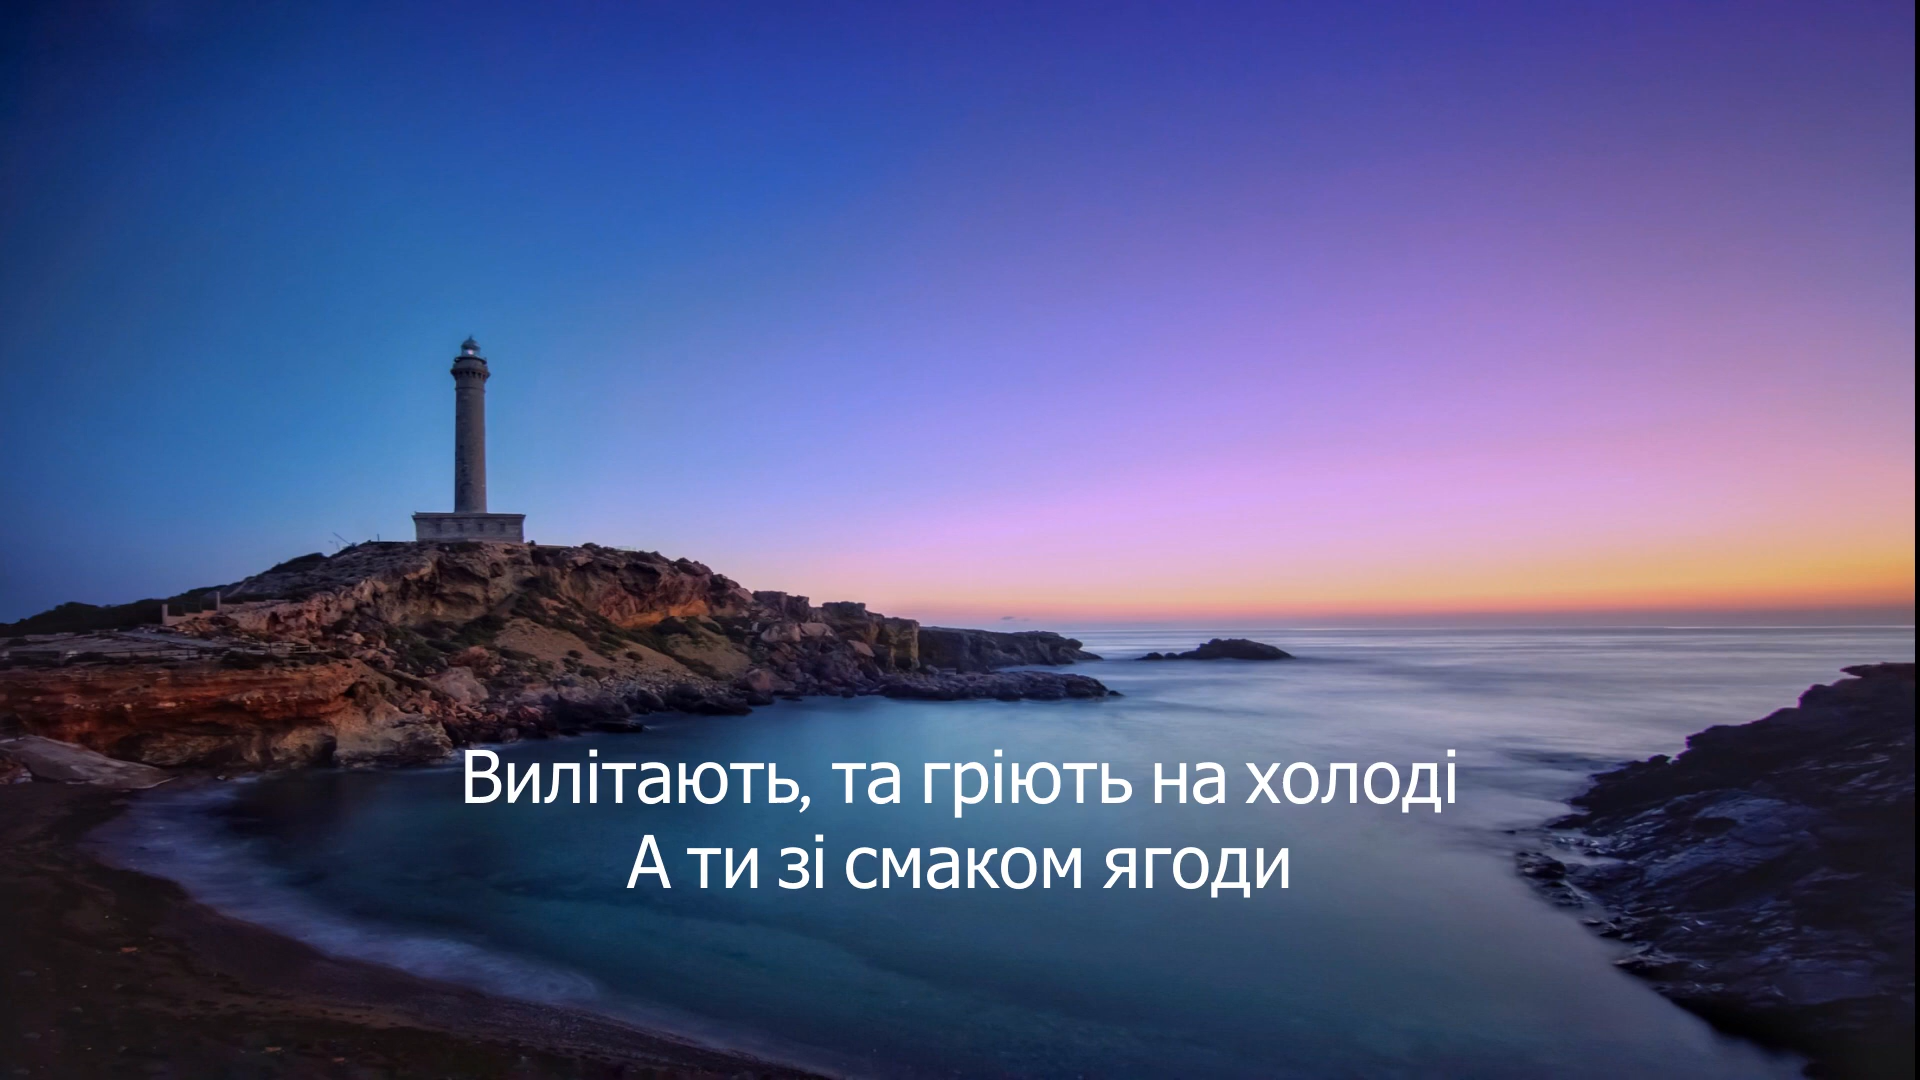 Вилітають, та гріють на холоді
А ти зі смаком ягоди